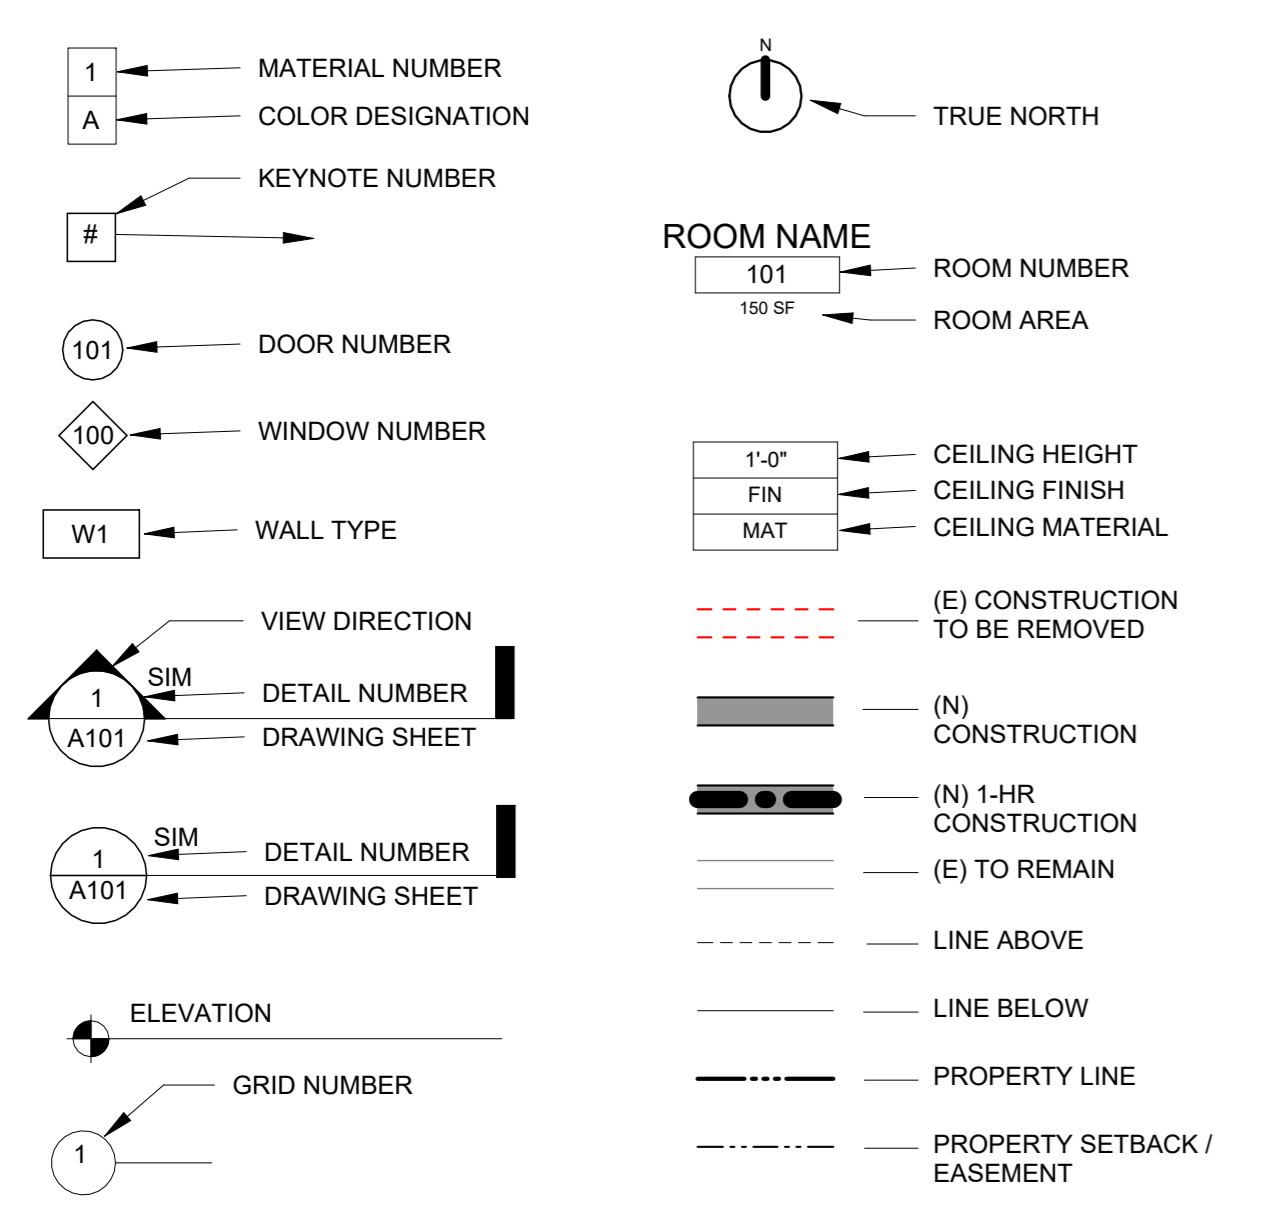 1
MATERIAL NUMBER
A
COLOR DESIGNATION
KEYNOTE NUMBER
#
101
DOOR NUMBER
100
WINDOW NUMBER
W1
WALL TYPE
VIEW DIRECTION
SIM
1
DETAIL NUMBER
A101
DRAWING SHEET
SIM
1
DETAIL NUMBER
A101
DRAWING SHEET
ELEVATION
GRID NUMBER
1
N
TRUE NORTH
ROOM NAME
101
ROOM NUMBER
150 SF
ROOM AREA
1'-0"
CEILING HEIGHT
FIN
CEILING FINISH
MAT
CEILING MATERIAL
(E) CONSTRUCTION
TO BE REMOVED
(N)
CONSTRUCTION
(N) 1-HR
CONSTRUCTION
(E) TO REMAIN
LINE ABOVE
LINE BELOW
PROPERTY LINE
PROPERTY SETBACK /
EASEMENT